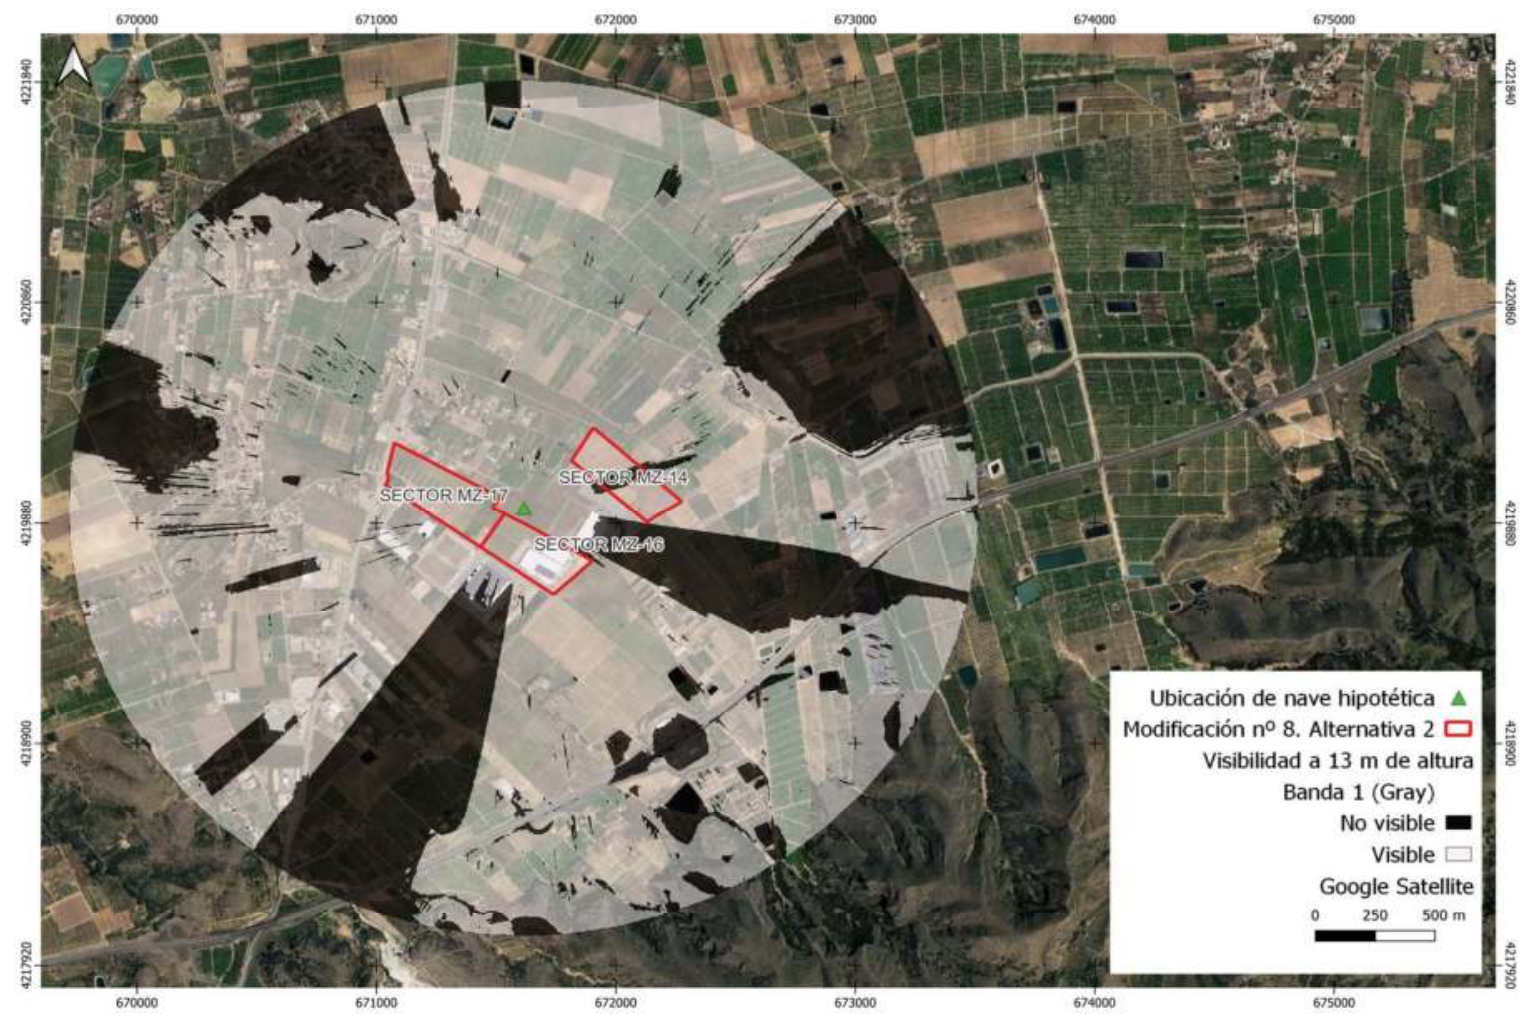 670000 671000 672000 673000 674000 675000
4221840 4221840
4220860 4220860
SECTOR MZ-14
SECTOR MZ-17
4219880 4219880
SECTOR MZ-16
Ubicación de nave hipotética
Modificación nº 8. Alternativa 2
4218900 4218900
Visibilidad a 13 m de altura
Banda 1 (Gray)
No visible
Visible
Google Satellite
0 250 500 m
4217920 4217920
670000 671000 672000 673000 674000 675000